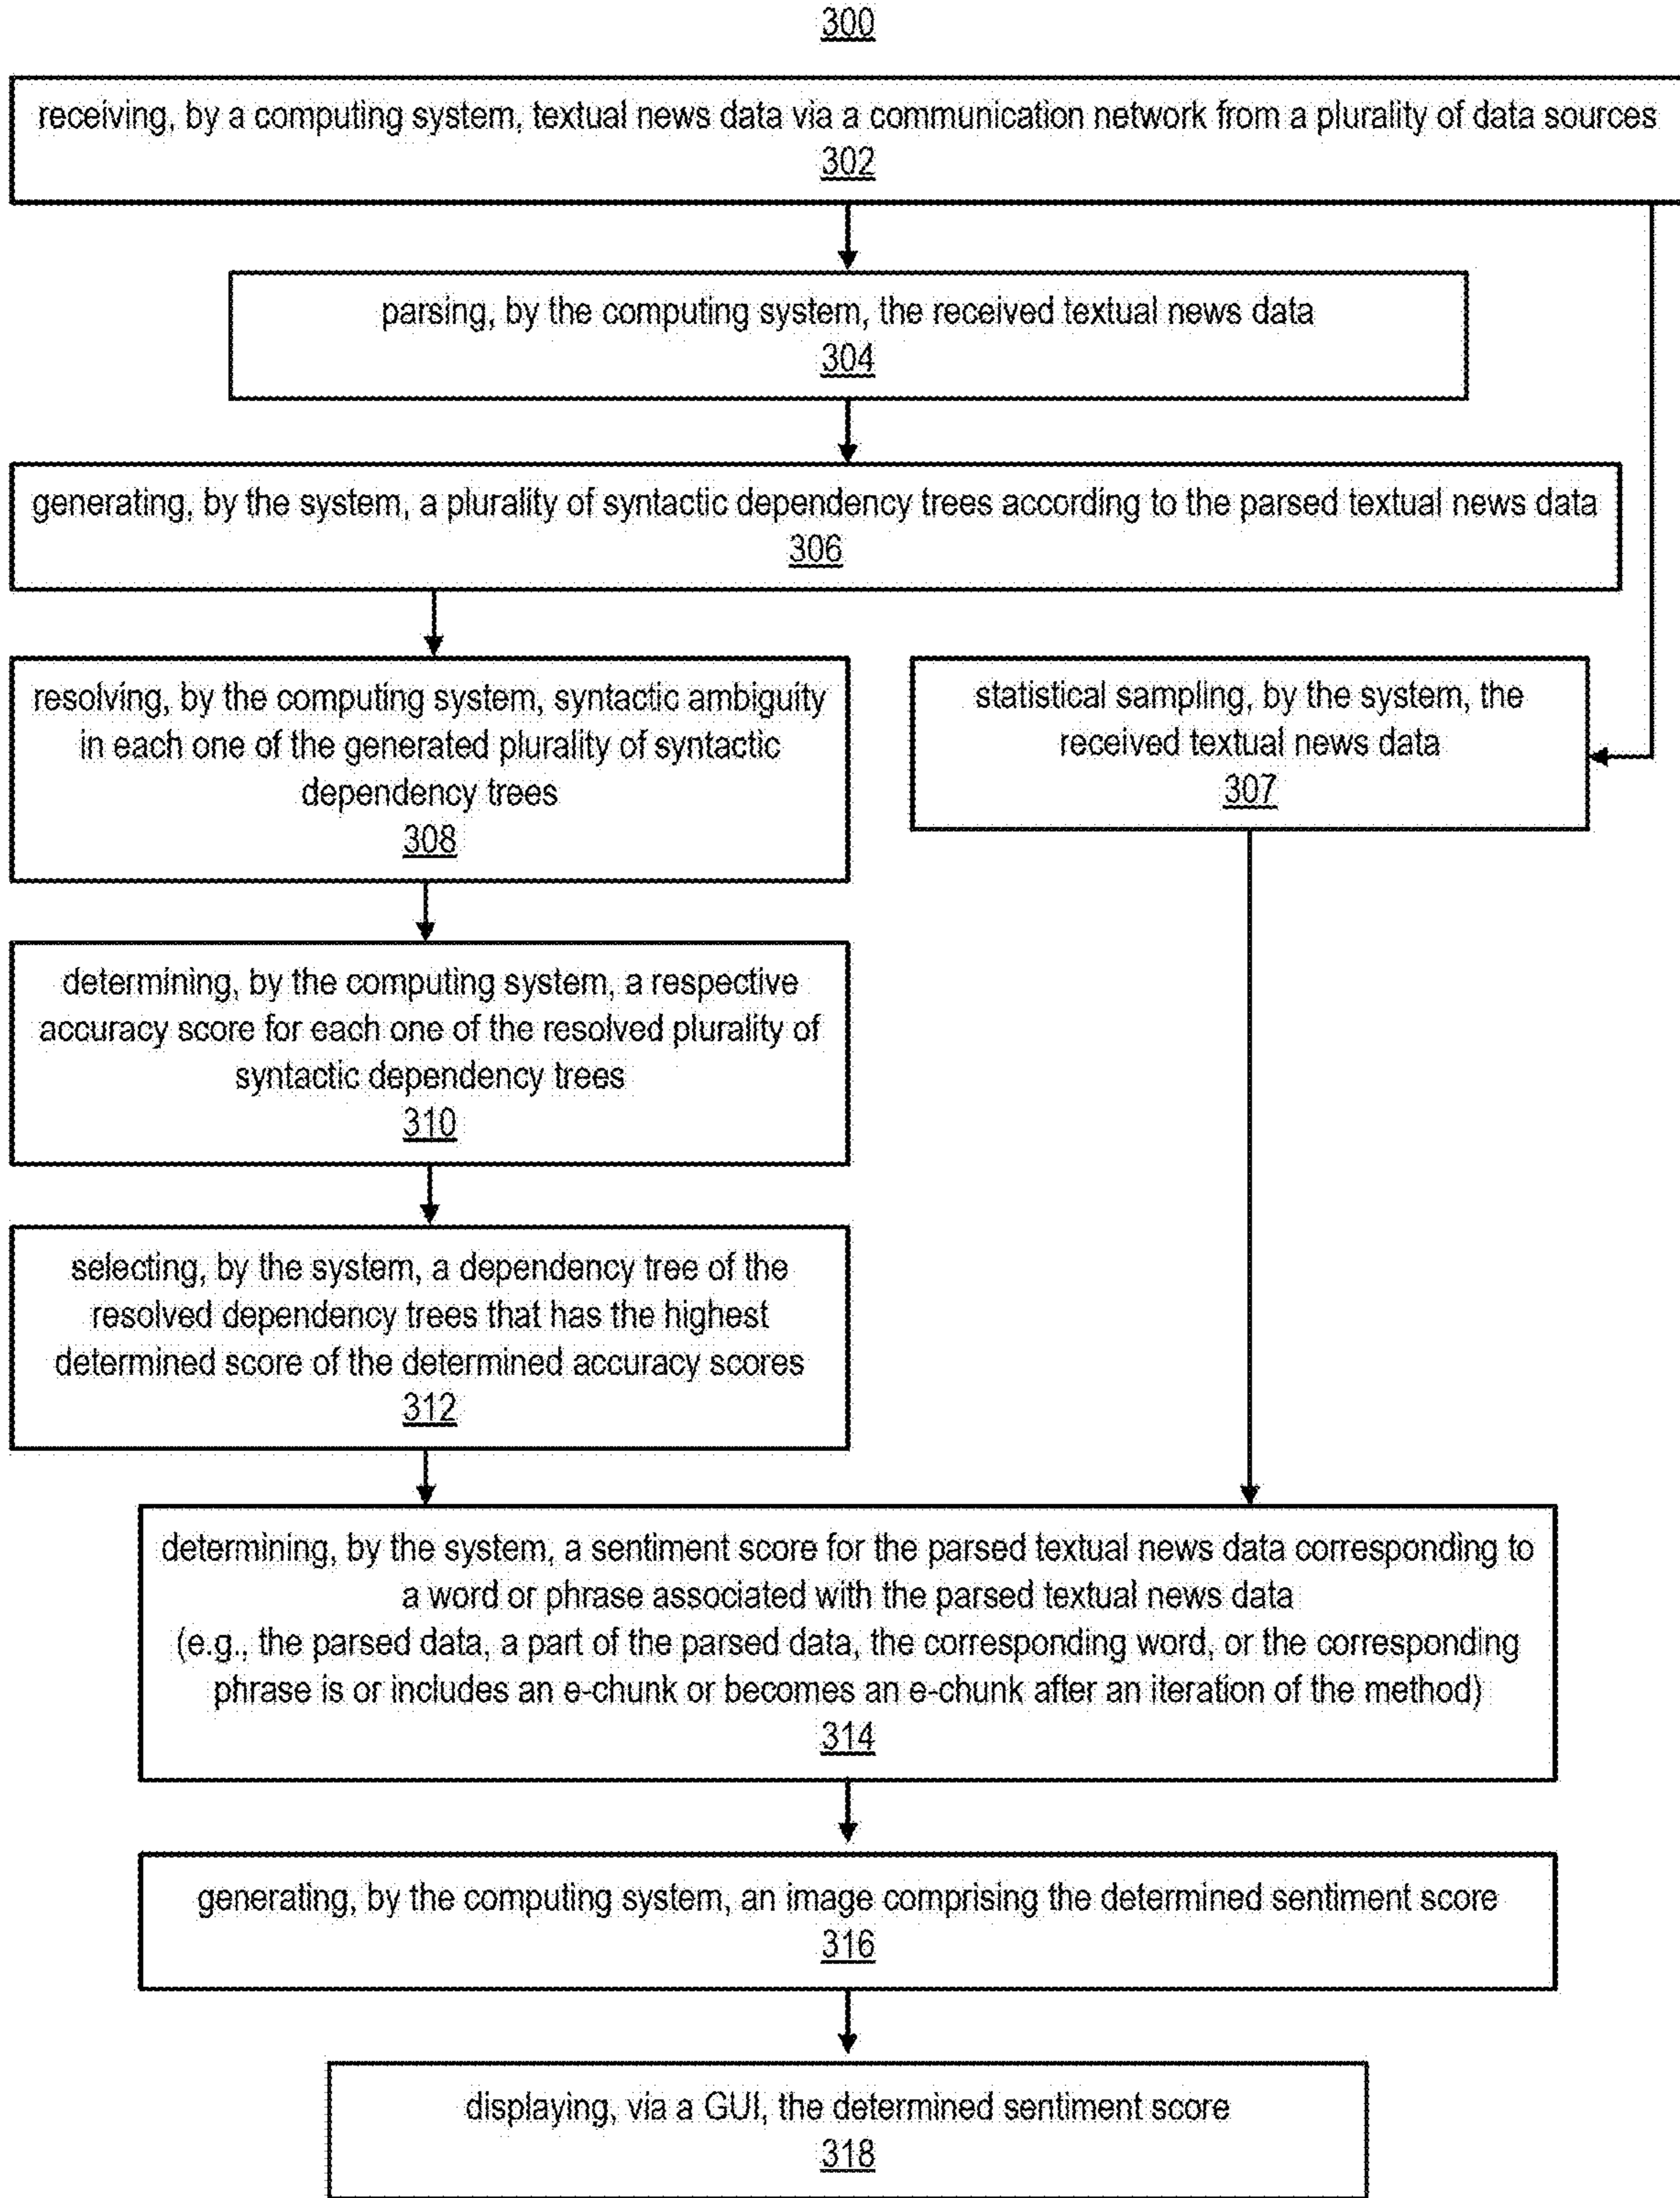 300
receiving, by a computing system, textual news data via a communication network from a plurality of data sources
302
parsing, by the computing system, the received textual news data
304
generating, by the system, a plurality of syntactic dependency trees according to the parsed textual news data
306
resolving, by the computing system, syntactic ambiguity
in each one of the generated plurality of syntactic
dependency trees
308
statistical sampling, by the system, the
received textual news data
307
determining, by the computing system, a respective
accuracy score for each one of the resolved plurality of
syntactic dependency trees
310
selecting, by the system, a dependency tree of the
resolved dependency trees that has the highest
determined score of the determined accuracy scores
312
determining, by the system, a sentiment score for the parsed textual news data corresponding to
a word or phrase associated with the parsed textual news data
(e.g., the parsed data, a part of the parsed data, the corresponding word, or the corresponding
phrase is or includes an e-chunk or becomes an e-chunk after an iteration of the method)
314
generating, by the computing system, an image comprising the determined sentiment score
316
displaying, via a GUI, the determined sentiment score
318